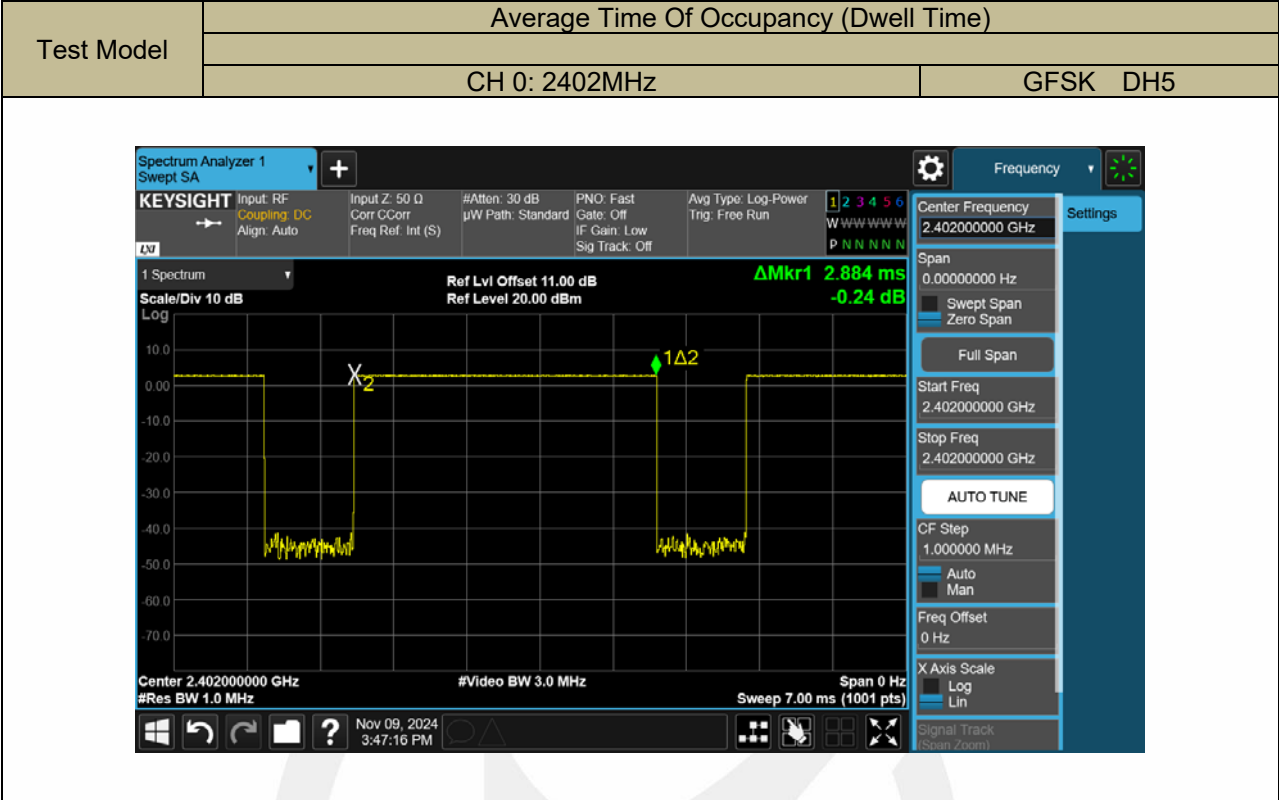 Test Model
Average Time Of Occupancy (Dwell Time)
CH 0: 2402MHz
GFSK DH5
Spectrum Analyzer 1
Swept SA
+
Frequency
KEYSIGHT
LXI
Input: RF
Coupling: DC
Align: Auto
Input Z: 50 Ω
Corr CCorr
Freq Ref: Int (S)
#Atten: 30 dB
µW Path: Standard
PNO: Fast
Gate: Off
IF Gain: Low
Sig Track: Off
Avg Type: Log-Power
Trig: Free Run
1 2 3 4 5 6
W W W W W W
P N N N N N
1 Spectrum
Scale/Div 10 dB
Log
Ref Lvl Offset 11.00 dB
Ref Level 20.00 dBm
ΔMkr1 2.884 ms
-0.24 dB
10.0
0.00
-10.0
-20.0
-30.0
-40.0
-50.0
-60.0
-70.0
X2
1Δ2
Center 2.402000000 GHz
#Res BW 1.0 MHz
#Video BW 3.0 MHz
Span 0 Hz
Sweep 7.00 ms (1001 pts)
?
Nov 09, 2024
3:47:16 PM
Center Frequency
2.402000000 GHz
Settings
Span
0.00000000 Hz
Swept Span
Zero Span
Full Span
Start Freq
2.402000000 GHz
Stop Freq
2.402000000 GHz
AUTO TUNE
CF Step
1.000000 MHz
Auto
Man
Freq Offset
0 Hz
X Axis Scale
Log
Lin
Signal Track
(Span Zoom)